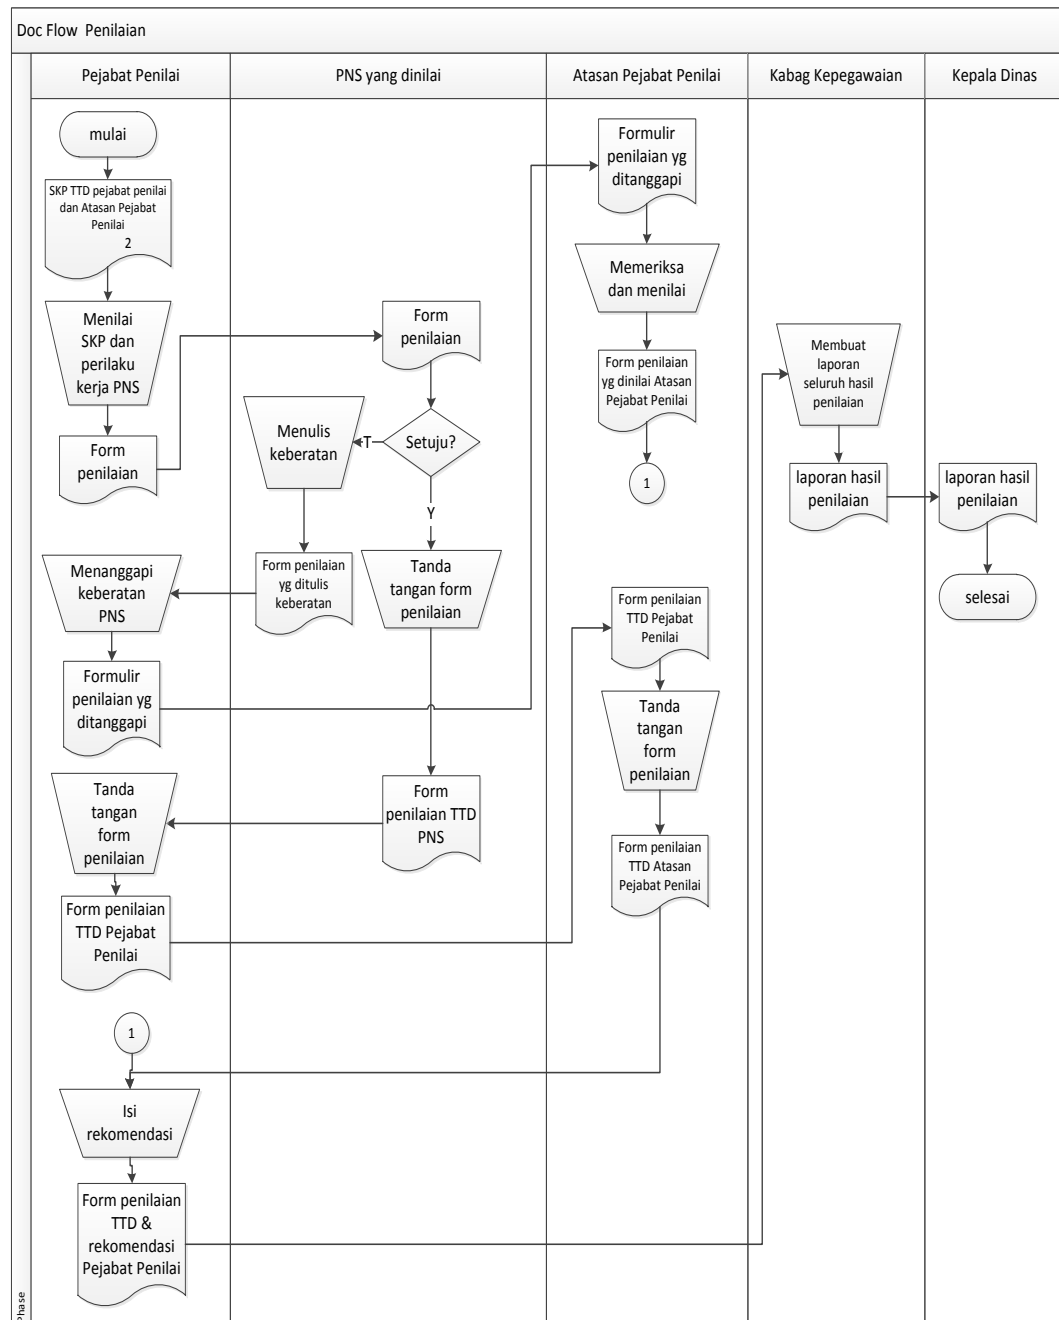 Doc Flow Penilaian
Pejabat Penilai
PNS yang dinilai
Atasan Pejabat Penilai
Kabag Kepegawaian
Kepala Dinas
mulai
SKP TTD pejabat penilai
dan Atasan Pejabat
Penilai
2
Menilai
SKP dan
perilaku
kerja PNS
Form
penilaian
Menanggapi
keberatan
PNS
Formulir
penilaian yg
ditanggapi
Tanda
tangan
form
penilaian
Form penilaian
TTD Pejabat
Penilai
1
Isi
rekomendasi
Form penilaian
TTD &
rekomendasi
Pejabat Penilai
Form
penilaian
Setuju?
T
Y
Menulis
keberatan
Form penilaian
yg ditulis
keberatan
Tanda
tangan form
penilaian
Form
penilaian TTD
PNS
Formulir
penilaian yg
ditanggapi
Memeriksa
dan menilai
Form penilaian
yg dinilai Atasan
Pejabat Penilai
1
Form penilaian
TTD Pejabat
Penilai
Tanda
tangan
form
penilaian
Form penilaian
TTD Atasan
Pejabat Penilai
Membuat
laporan
seluruh hasil
penilaian
laporan hasil
penilaian
laporan hasil
penilaian
selesai
Phase